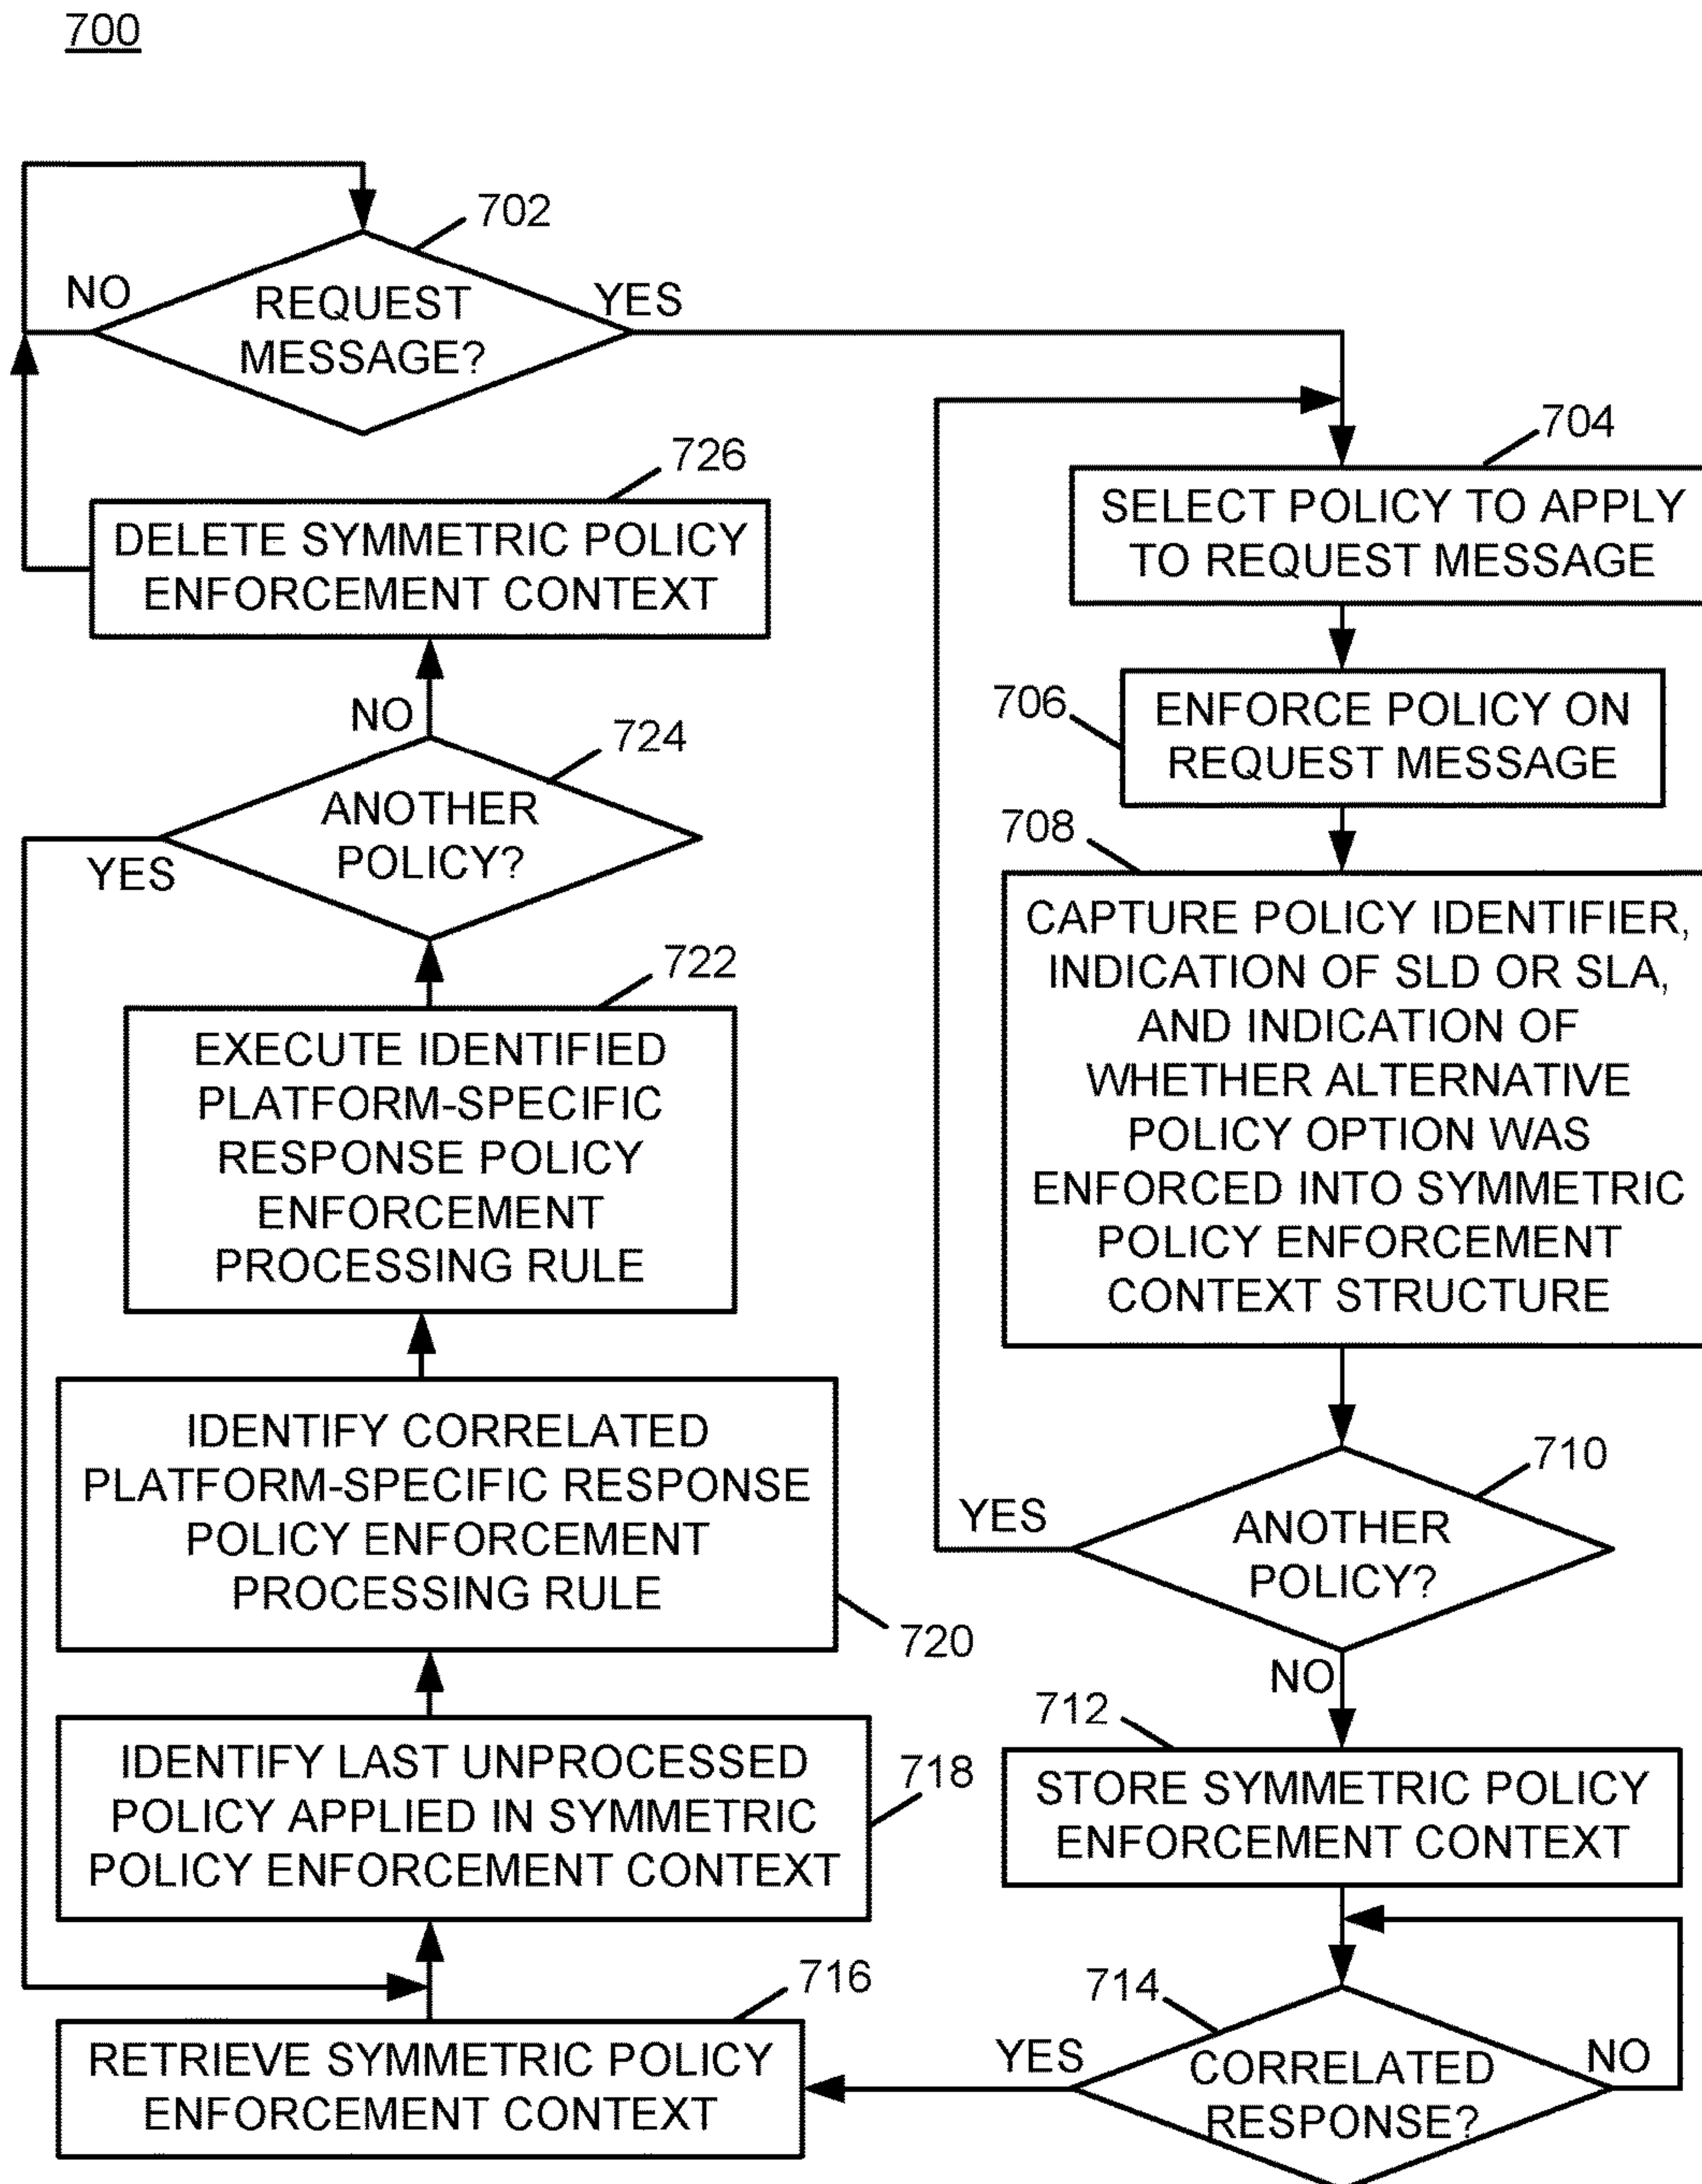 700
702
NO
YES
REQUEST
MESSAGE?
704
SELECT POLICY TO APPLY
TO REQUEST MESSAGE
706
ENFORCE POLICY ON
REQUEST MESSAGE
708
CAPTURE POLICY IDENTIFIER,
INDICATION OF SLD OR SLA,
AND INDICATION OF
WHETHER ALTERNATIVE
POLICY OPTION WAS
ENFORCED INTO SYMMETRIC
POLICY ENFORCEMENT
CONTEXT STRUCTURE
710
YES
ANOTHER
POLICY?
NO
712
STORE SYMMETRIC POLICY
ENFORCEMENT CONTEXT
714
YES
NO
CORRELATED
RESPONSE?
716
RETRIEVE SYMMETRIC POLICY
ENFORCEMENT CONTEXT
718
IDENTIFY LAST UNPROCESSED
POLICY APPLIED IN SYMMETRIC
POLICY ENFORCEMENT CONTEXT
720
IDENTIFY CORRELATED
PLATFORM-SPECIFIC RESPONSE
POLICY ENFORCEMENT
PROCESSING RULE
722
EXECUTE IDENTIFIED
PLATFORM-SPECIFIC
RESPONSE POLICY
ENFORCEMENT
PROCESSING RULE
724
YES
ANOTHER
POLICY?
NO
726
DELETE SYMMETRIC POLICY
ENFORCEMENT CONTEXT